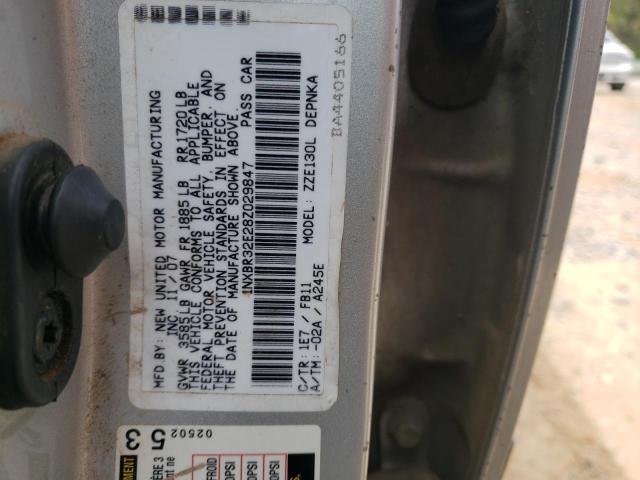 MFD.BY: NEW UNITED MOTOR MANUFACTURING
INC 11/07
GVWR 3585LB GAWR FR 1885LB RR 1720LB
THIS VEHICLE CONFORMS TO ALL APPLICABLE
FEDERAL MOTOR VEHICLE SAFETY, BUMPER, AND
THEFT PREVENTION STANDARDS IN EFFECT ON
THE DATE OF MANUFACTURE SHOWN ABOVE.
1NXBR32E28Z029847 PASS CAR
MODEL: ZZE130L DEPNKA
C/TR: 1E7 / FB11
A/TM: -02A / A245E
BA4405166
02502
53